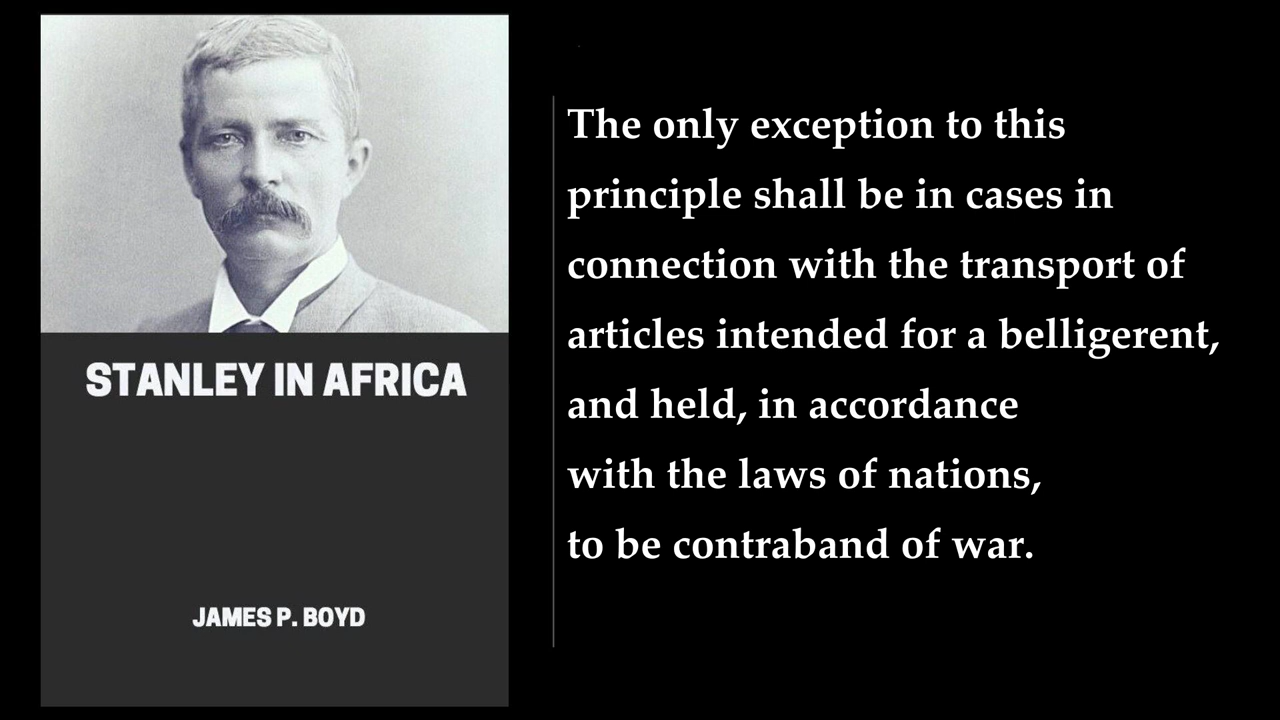 STANLEY IN AFRICA
JAMES P. BOYD
The only exception to this
principle shall be in cases in
connection with the transport of
articles intended for a belligerent,
and held, in accordance
with the laws of nations,
to be contraband of war.